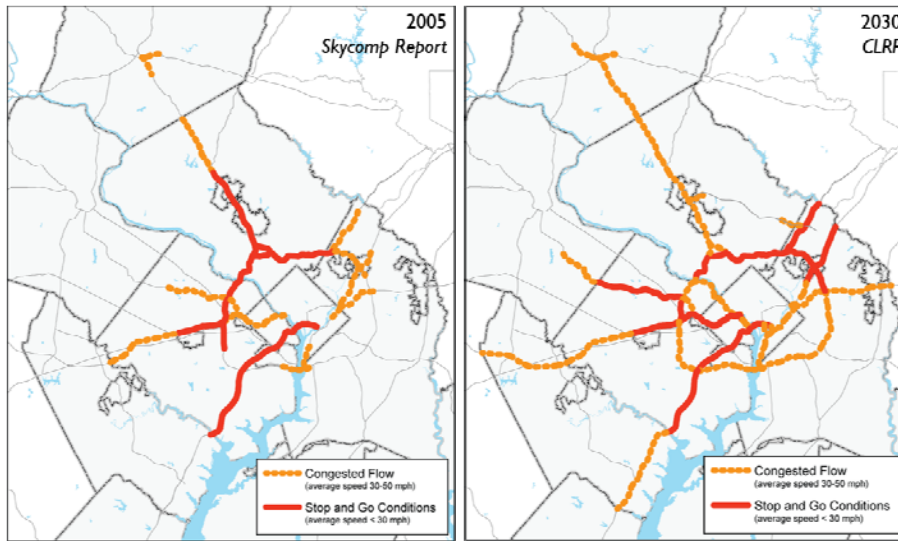 2005
Skycomp Report
Congested Flow
(average speed 30-50 mph)
Stop and Go Conditions
(average speed < 30 mph)
2030
CLRP
Congested Flow
(average speed 30-50 mph)
Stop and Go Conditions
(average speed < 30 mph)